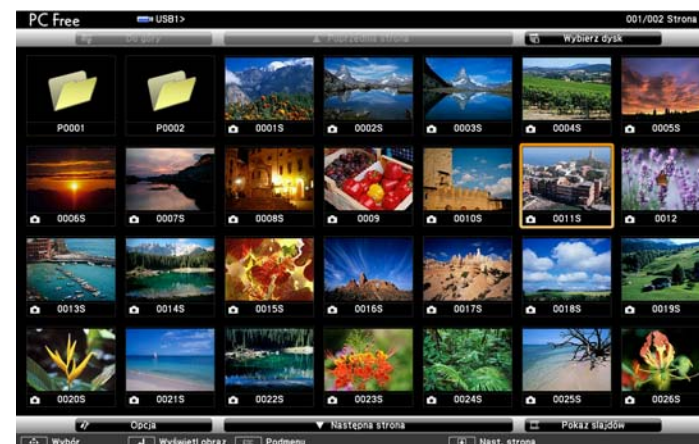 PC Free USB1> 001/002 Strona
Do góry ▲ Poprzednia strona Wybierz dysk
P0001 P0002 0001S 0002S 0003S 0004S 0005S
0006S 0007S 0008S 0009 0010S 0011S 0012
0013S 0014S 0015S 0016S 0017S 0018S 0019S
0020S 0021S 0022S 0023S 0024S 0025S 0026S
Opcja ▼ Następna strona Pokaz slajdów
Wybór Wyświetl obraz ESC Podmenu Nast. strona